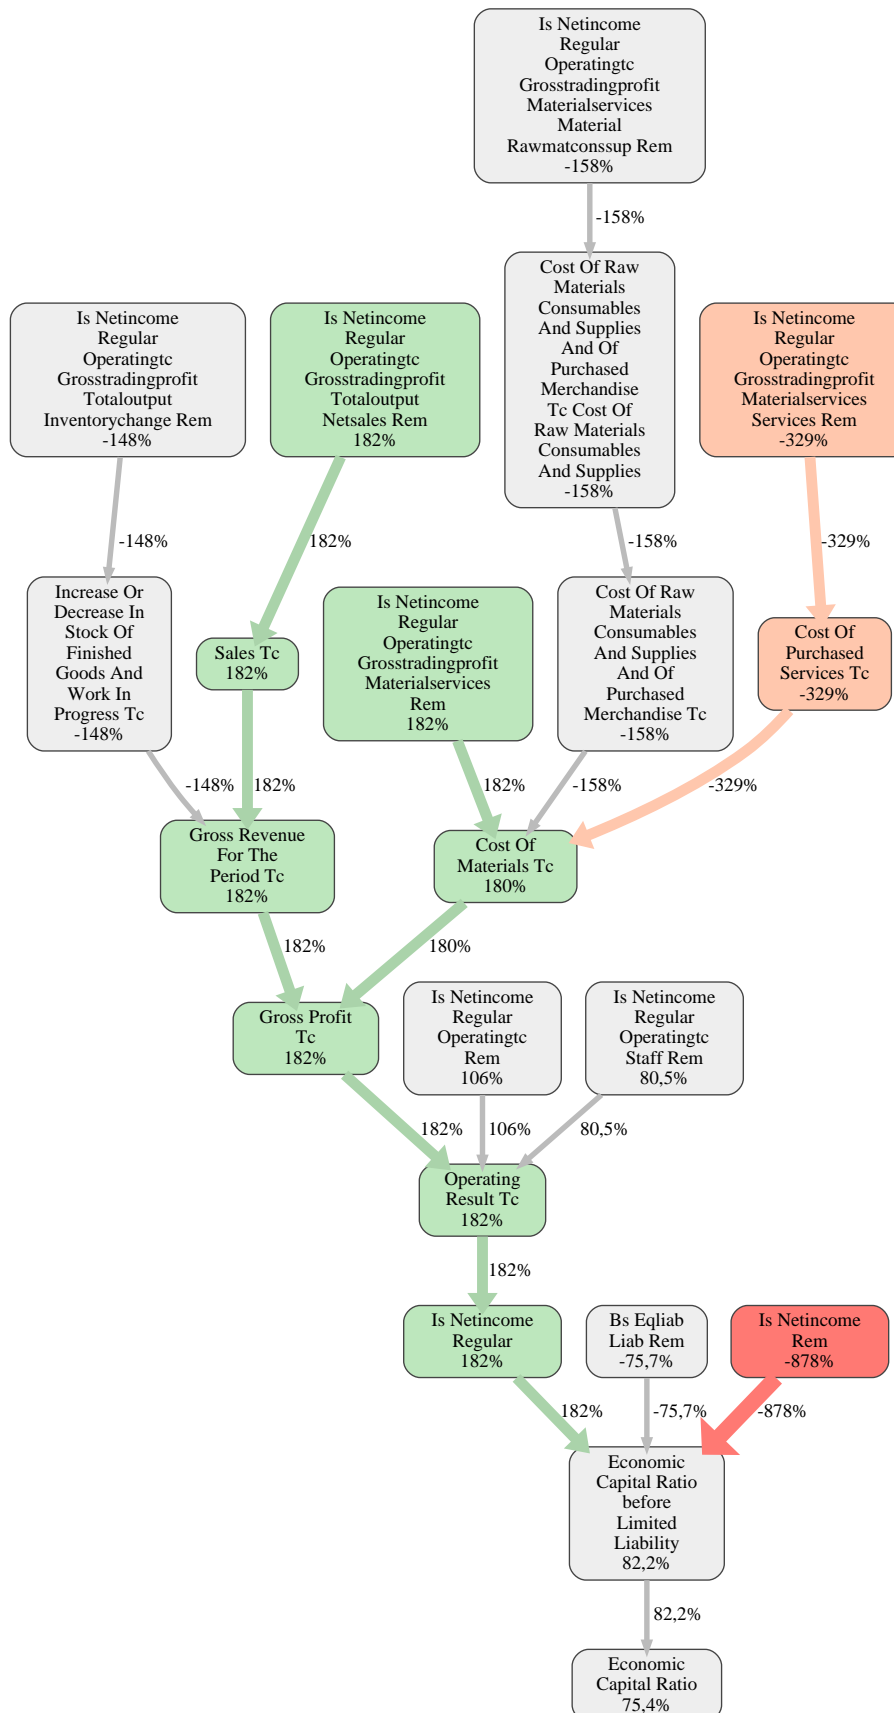 Is Netincome
Regular
Operatingtc
Grosstradingprofit
Materialservices
Material
Rawmatconssup Rem
-158%
-158%
Is Netincome
Regular
Operatingtc
Grosstradingprofit
Totaloutput
Inventorychange Rem
-148%
Is Netincome
Regular
Operatingtc
Grosstradingprofit
Totaloutput
Netsales Rem
182%
Cost Of Raw
Materials
Consumables
And Supplies
And Of
Purchased
Merchandise
Tc Cost Of
Raw Materials
Consumables
And Supplies
-158%
Is Netincome
Regular
Operatingtc
Grosstradingprofit
Materialservices
Services Rem
-329%
-148%
182%
-158%
-329%
Increase Or
Decrease In
Stock Of
Finished
Goods And
Work In
Progress Tc
-148%
Sales Tc
182%
Is Netincome
Regular
Operatingtc
Grosstradingprofit
Materialservices
Rem
182%
Cost Of Raw
Materials
Consumables
And Supplies
And Of
Purchased
Merchandise Tc
-158%
Cost Of
Purchased
Services Tc
-329%
-148%
182%
182%
-158%
-329%
Gross Revenue
For The
Period Tc
182%
Cost Of
Materials Tc
180%
182%
180%
Gross Profit
Tc
182%
Is Netincome
Regular
Operatingtc
Rem
106%
Is Netincome
Regular
Operatingtc
Staff Rem
80,5%
182%
106%
80,5%
Operating
Result Tc
182%
182%
Is Netincome
Regular
182%
Bs Eqliab
Liab Rem
-75,7%
Is Netincome
Rem
-878%
182%
-75,7%
-878%
Economic
Capital Ratio
before
Limited
Liability
82,2%
82,2%
Economic
Capital Ratio
75,4%